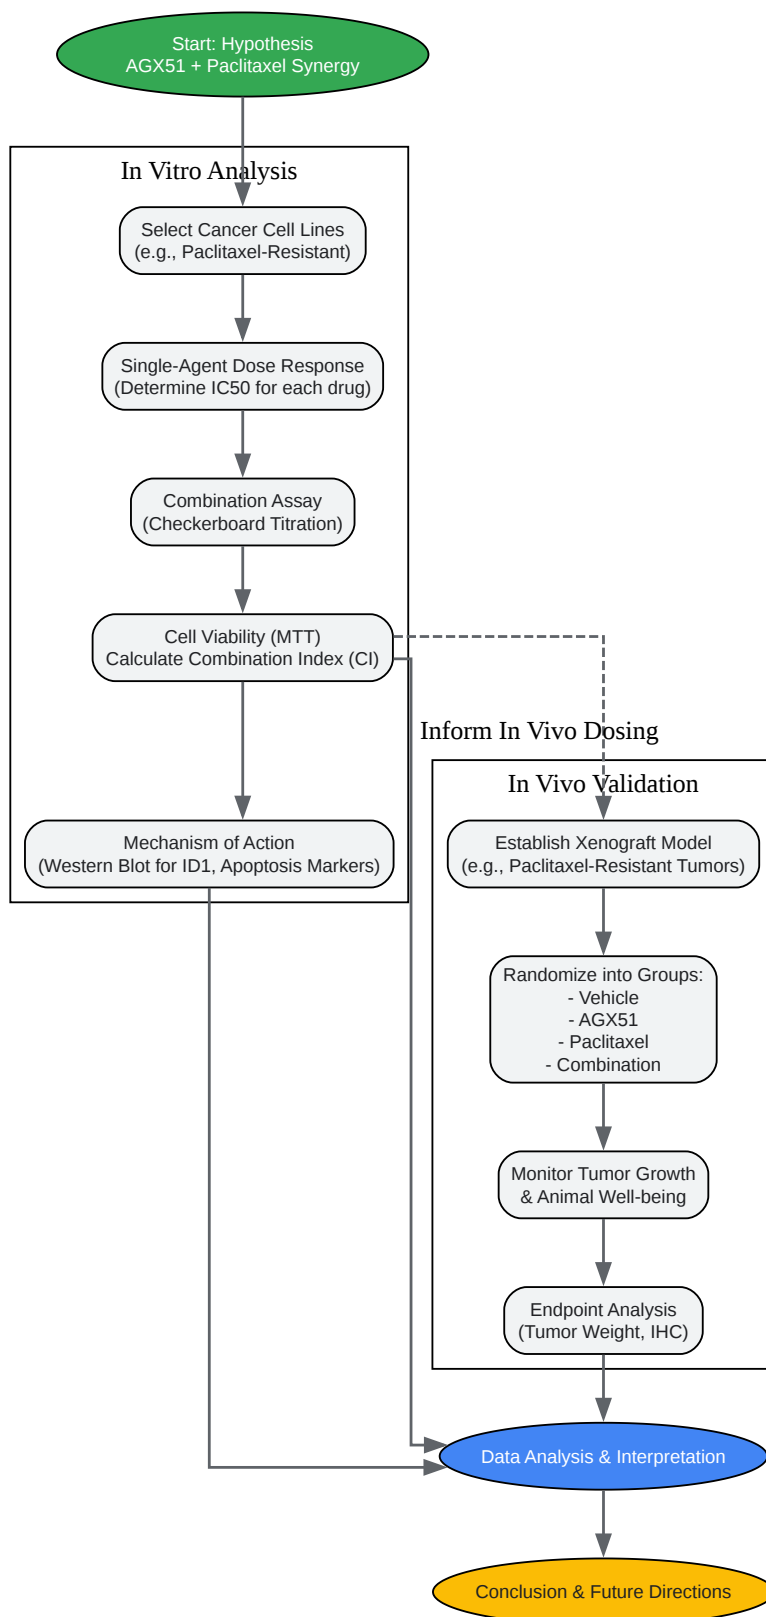 Start: Hypothesis
AGX51 + Paclitaxel Synergy
In Vitro Analysis
Select Cancer Cell Lines
(e.g., Paclitaxel-Resistant)
Single-Agent Dose Response
(Determine IC50 for each drug)
Combination Assay
(Checkerboard Titration)
Cell Viability (MTT)
Calculate Combination Index (CI)
Mechanism of Action
(Western Blot for ID1, Apoptosis Markers)
Inform In Vivo Dosing
In Vivo Validation
Establish Xenograft Model
(e.g., Paclitaxel-Resistant Tumors)
Randomize into Groups:
- Vehicle
- AGX51
- Paclitaxel
- Combination
Monitor Tumor Growth
& Animal Well-being
Endpoint Analysis
(Tumor Weight, IHC)
Data Analysis & Interpretation
Conclusion & Future Directions